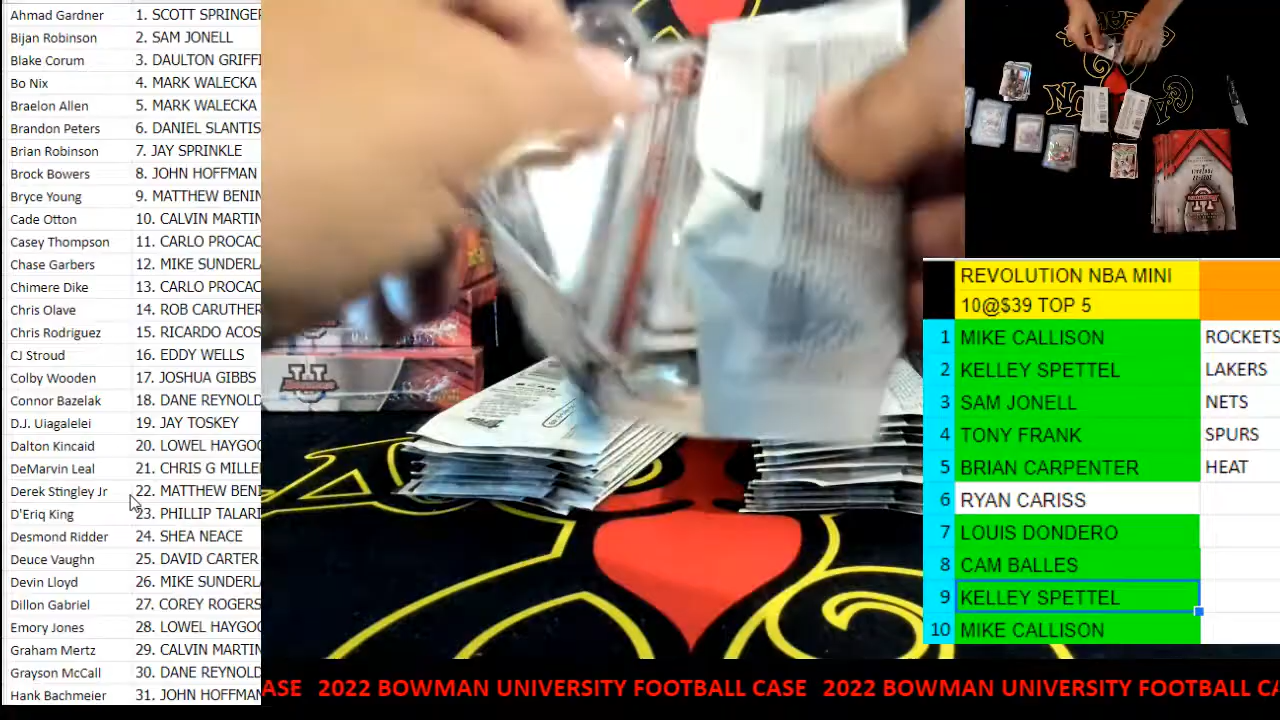 Ahmad Gardner 1. SCOTT SPRINGER
Bijan Robinson 2. SAM JONELL
Blake Corum 3. DAULTON GRIFFI
Bo Nix 4. MARK WALECKA
Braelon Allen 5. MARK WALECKA
Brandon Peters 6. DANIEL SLANTIS
Brian Robinson 7. JAY SPRINKLE
Brock Bowers 8. JOHN HOFFMAN
Bryce Young 9. MATTHEW BENIN
Cade Otton 10. CALVIN MARTIN
Casey Thompson 11. CARLO PROCAC
Chase Garbers 12. MIKE SUNDERL
Chimere Dike 13. CARLO PROCAC
Chris Olave 14. ROB CARUTHER
Chris Rodriguez 15. RICARDO ACOS
CJ Stroud 16. EDDY WELLS
Colby Wooden 17. JOSHUA GIBBS
Connor Bazelak 18. DANE REYNOLD
D.J. Uiagalelei 19. JAY TOSKEY
Dalton Kincaid 20. LOWEL HAYGOO
DeMarvin Leal 21. CHRIS G MILLE
Derek Stingley Jr 22. MATTHEW BENI
D'Eriq King 23. PHILLIP TALARI
Desmond Ridder 24. SHEA NEACE
Deuce Vaughn 25. DAVID CARTER
Devin Lloyd 26. MIKE SUNDERL
Dillon Gabriel 27. COREY ROGERS
Emory Jones 28. LOWEL HAYGOO
Graham Mertz 29. CALVIN MARTIN
Grayson McCall 30. DANE REYNOLD
Hank Bachmeier 31. JOHN HOFFMAN
REVOLUTION NBA MINI
10@$39 TOP 5
1 MIKE CALLISON ROCKETS
2 KELLEY SPETTEL LAKERS
3 SAM JONELL NETS
4 TONY FRANK SPURS
5 BRIAN CARPENTER HEAT
6 RYAN CARISS
7 LOUIS DONDERO
8 CAM BALLES
9 KELLEY SPETTEL
10 MIKE CALLISON
ASE 2022 BOWMAN UNIVERSITY FOOTBALL CASE 2022 BOWMAN UNIVERSITY FOOTBALL CA